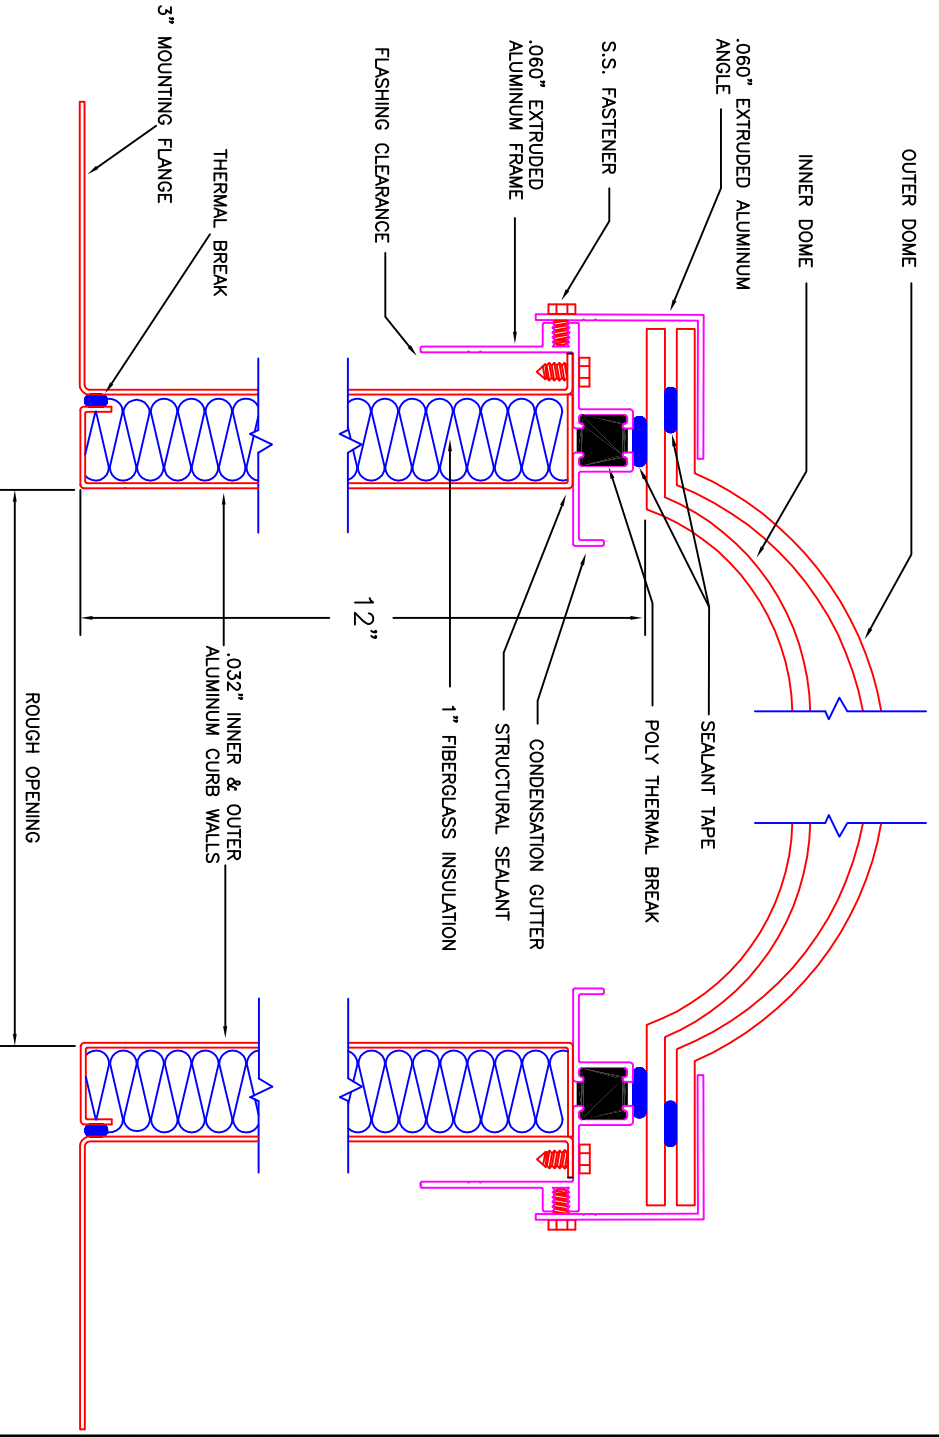 OUTER DOME
INNER DOME
.060" EXTRUDED ALUMINUM
ANGLE
S.S. FASTENER
.060" EXTRUDED
ALUMINUM FRAME
FLASHING CLEARANCE
THERMAL BREAK
3" MOUNTING FLANGE
SEALANT TAPE
POLY THERMAL BREAK
CONDENSATION GUTTER
STRUCTURAL SEALANT
1" FIBERGLASS INSULATION
12"
.032" INNER & OUTER
ALUMINUM CURB WALLS
ROUGH OPENING